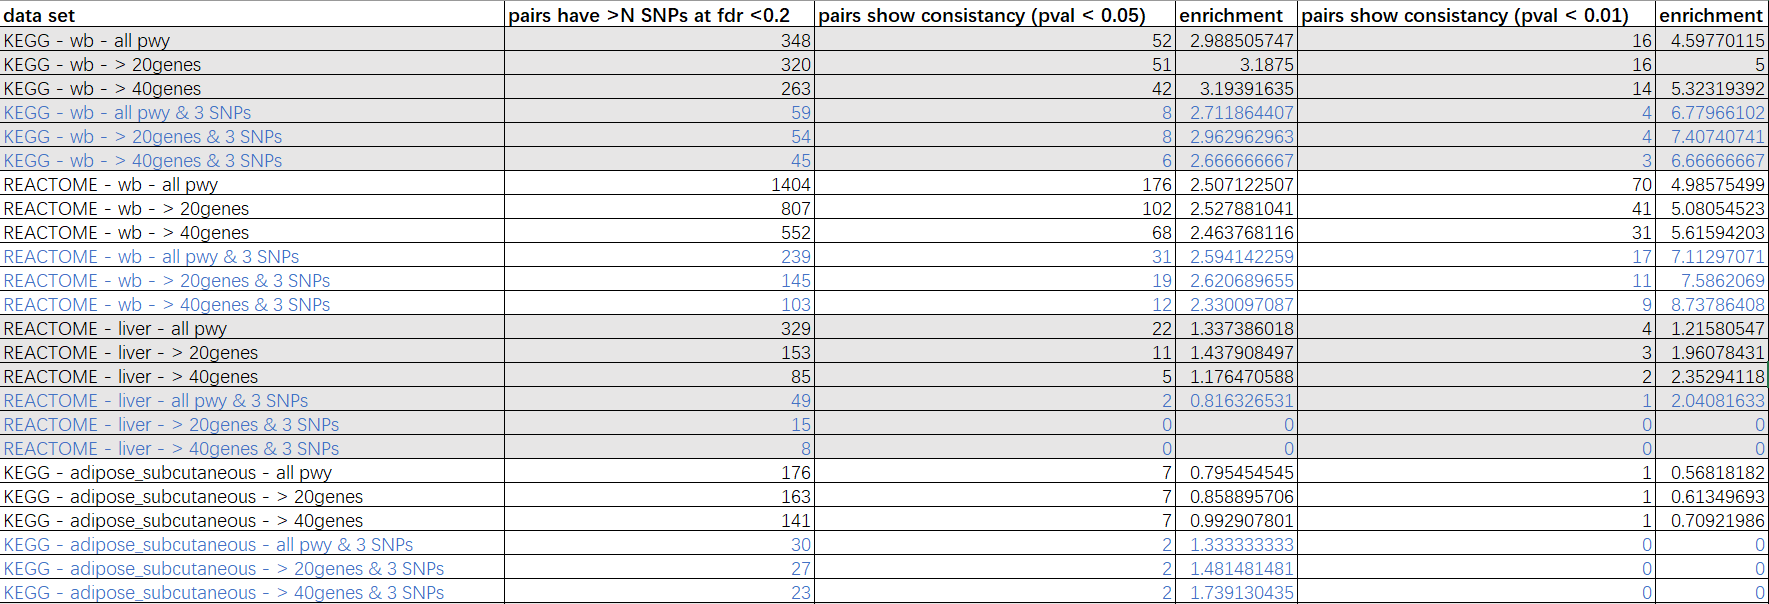 data set pairs have >N SNPs at fdr <0.2 pairs show consistancy (pval < 0.05) enrichment pairs show consistancy (pval < 0.01) enrichment
KEGG - wb - all pwy 348 52 2.988505747 16 4.59770115
KEGG - wb - > 20genes 320 51 3.1875 16 5
KEGG - wb - > 40genes 263 42 3.19391635 14 5.32319392
KEGG - wb - all pwy & 3 SNPs 59 8 2.711864407 4 6.77966102
KEGG - wb - > 20genes & 3 SNPs 54 8 2.962962963 4 7.40740741
KEGG - wb - > 40genes & 3 SNPs 45 6 2.666666667 3 6.66666667
REACTOME - wb - all pwy 1404 176 2.507122507 70 4.98575499
REACTOME - wb - > 20genes 807 102 2.527881041 41 5.08054523
REACTOME - wb - > 40genes 552 68 2.463768116 31 5.61594203
REACTOME - wb - all pwy & 3 SNPs 239 31 2.594142259 17 7.11297071
REACTOME - wb - > 20genes & 3 SNPs 145 19 2.620689655 11 7.5862069
REACTOME - wb - > 40genes & 3 SNPs 103 12 2.330097087 9 8.73786408
REACTOME - liver - all pwy 329 22 1.337386018 4 1.21580547
REACTOME - liver - > 20genes 153 11 1.437908497 3 1.96078431
REACTOME - liver - > 40genes 85 5 1.176470588 2 2.35294118
REACTOME - liver - all pwy & 3 SNPs 49 2 0.816326531 1 2.04081633
REACTOME - liver - > 20genes & 3 SNPs 15 0 0 0 0
REACTOME - liver - > 40genes & 3 SNPs 8 0 0 0 0
KEGG - adipose_subcutaneous - all pwy 176 7 0.795454545 1 0.56818182
KEGG - adipose_subcutaneous - > 20genes 163 7 0.858895706 1 0.61349693
KEGG - adipose_subcutaneous - > 40genes 141 7 0.992907801 1 0.70921986
KEGG - adipose_subcutaneous - all pwy & 3 SNPs 30 2 1.333333333 0 0
KEGG - adipose_subcutaneous - > 20genes & 3 SNPs 27 2 1.481481481 0 0
KEGG - adipose_subcutaneous - > 40genes & 3 SNPs 23 2 1.739130435 0 0